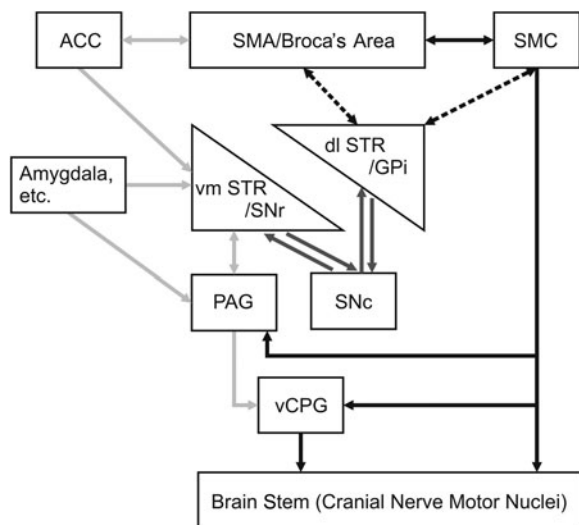 ACC
SMA/Broca's Area
SMC
dl STR
/GPi
Amygdala,
etc.
vm STR
/SNr
PAG
SNc
vCPG
Brain Stem (Cranial Nerve Motor Nuclei)